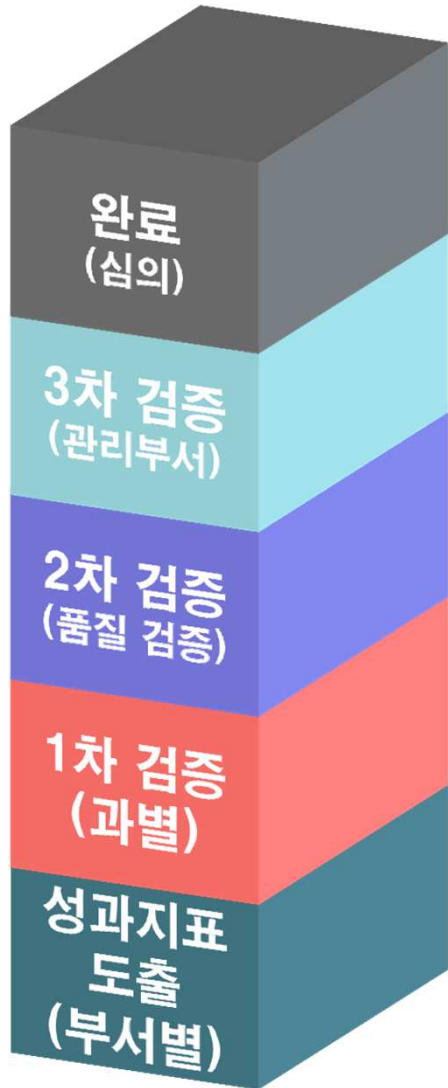 완료
(심의)
3차 검증
(관리부서)
2차 검증
(품질 검증)
1차 검증
(과별)
성과지표
도출
(부서별)